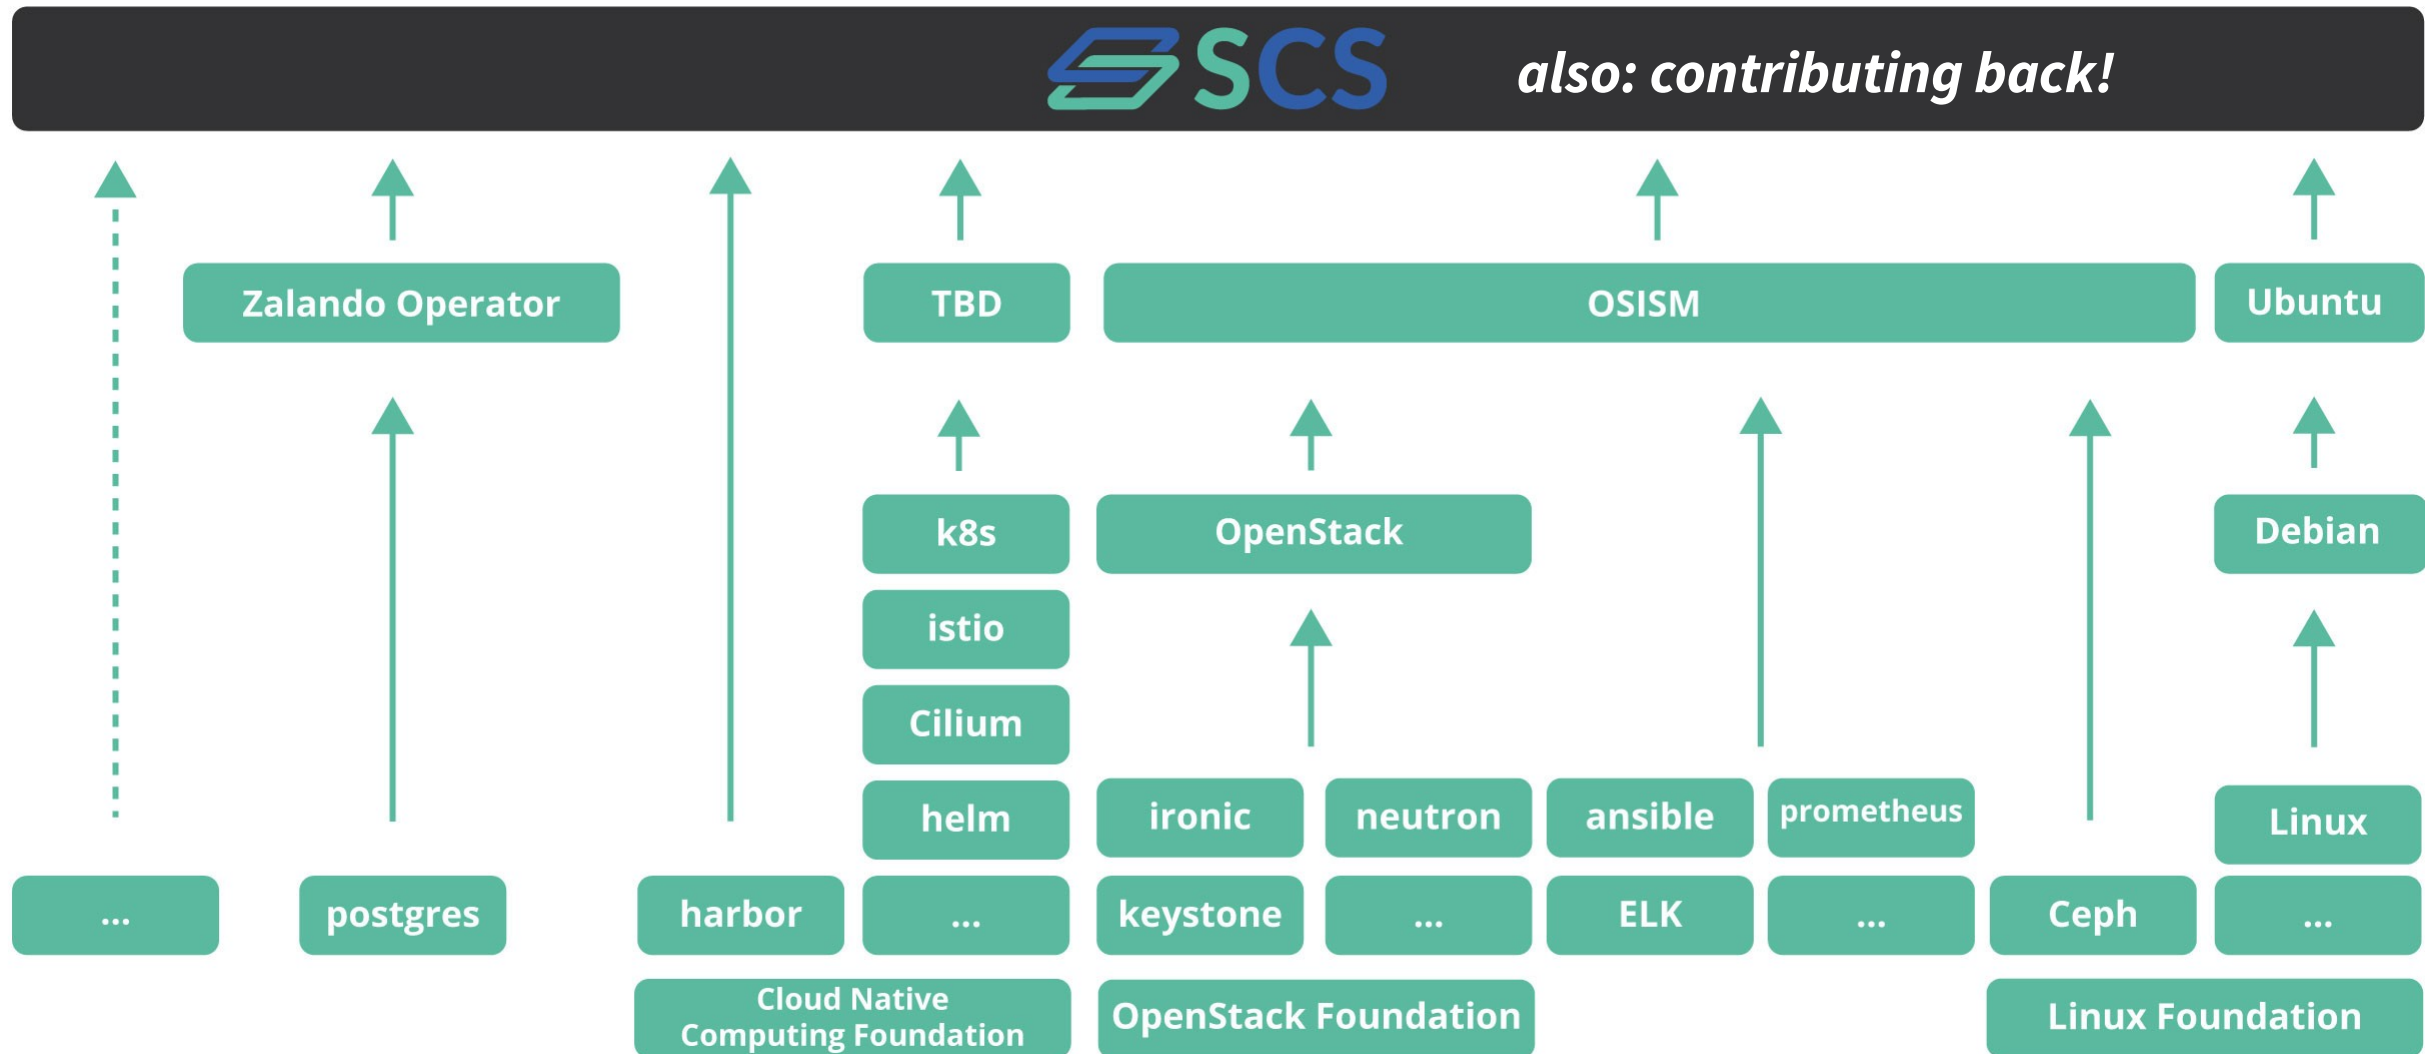 SCS
also: contributing back!
Zalando Operator
TBD
OSISM
Ubuntu
k8s
OpenStack
Debian
istio
Cilium
helm
ironic
neutron
ansible
prometheus
Linux
...
postgres
harbor
...
keystone
...
ELK
...
Ceph
...
Cloud Native
Computing Foundation
OpenStack Foundation
Linux Foundation